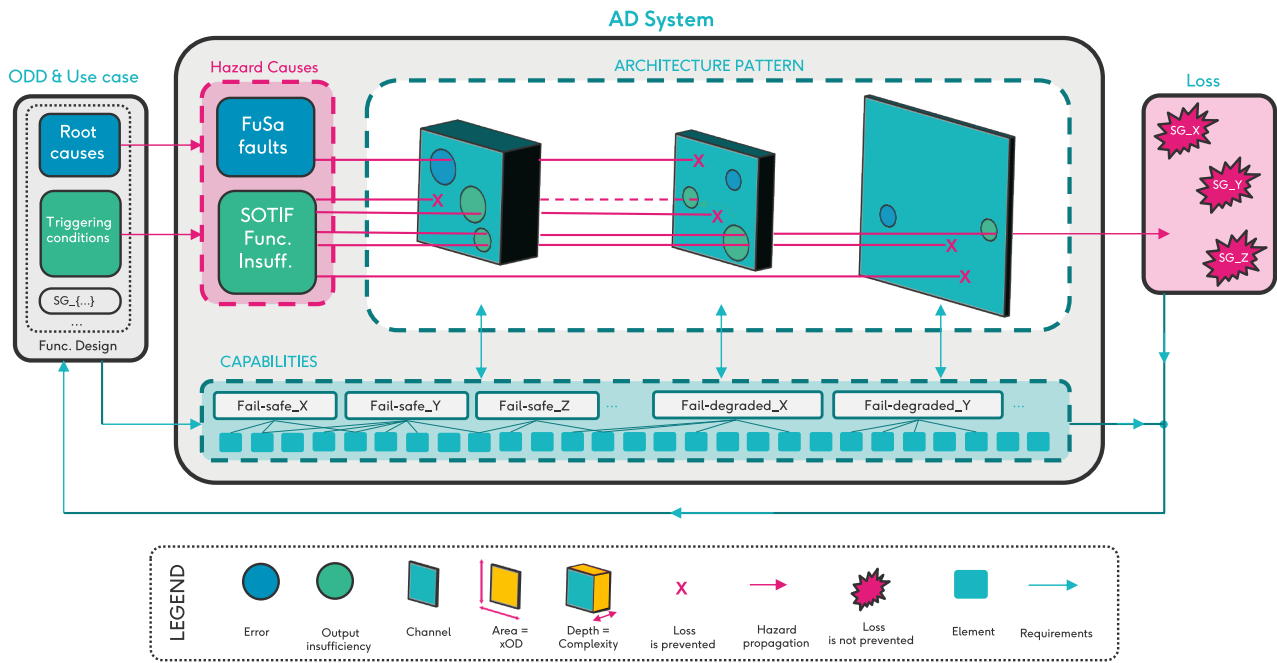 AD System
ODD & Use case
Root
causes
Triggering
conditions
SG_{...}
...
Func. Design
Hazard Causes
FuSa
faults
SOTIF
Func.
Insuff.
ARCHITECTURE PATTERN
X
X
X
X
X
Loss
SG_X
SG_Y
SG_Z
CAPABILITIES
Fail-safe_X
Fail-safe_Y
Fail-safe_Z
...
Fail-degraded_X
Fail-degraded_Y
...
LEGEND
Error
Output
insufficiency
Channel
Area =
xOD
Depth =
Complexity
X
Loss
is prevented
Hazard
propagation
Loss
is not prevented
Element
Requirements